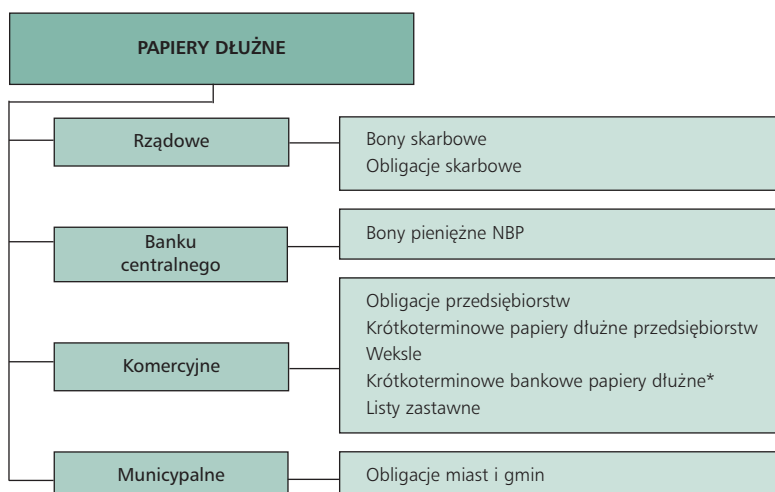 PAPIERY DŁUŻNE
Rządowe
Bony skarbowe
Obligacje skarbowe
Banku
centralnego
Bony pieniężne NBP
Komercyjne
Obligacje przedsiębiorstw
Krótkoterminowe papiery dłużne przedsiębiorstw
Weksle
Krótkoterminowe bankowe papiery dłużne*
Listy zastawne
Municypalne
Obligacje miast i gmin